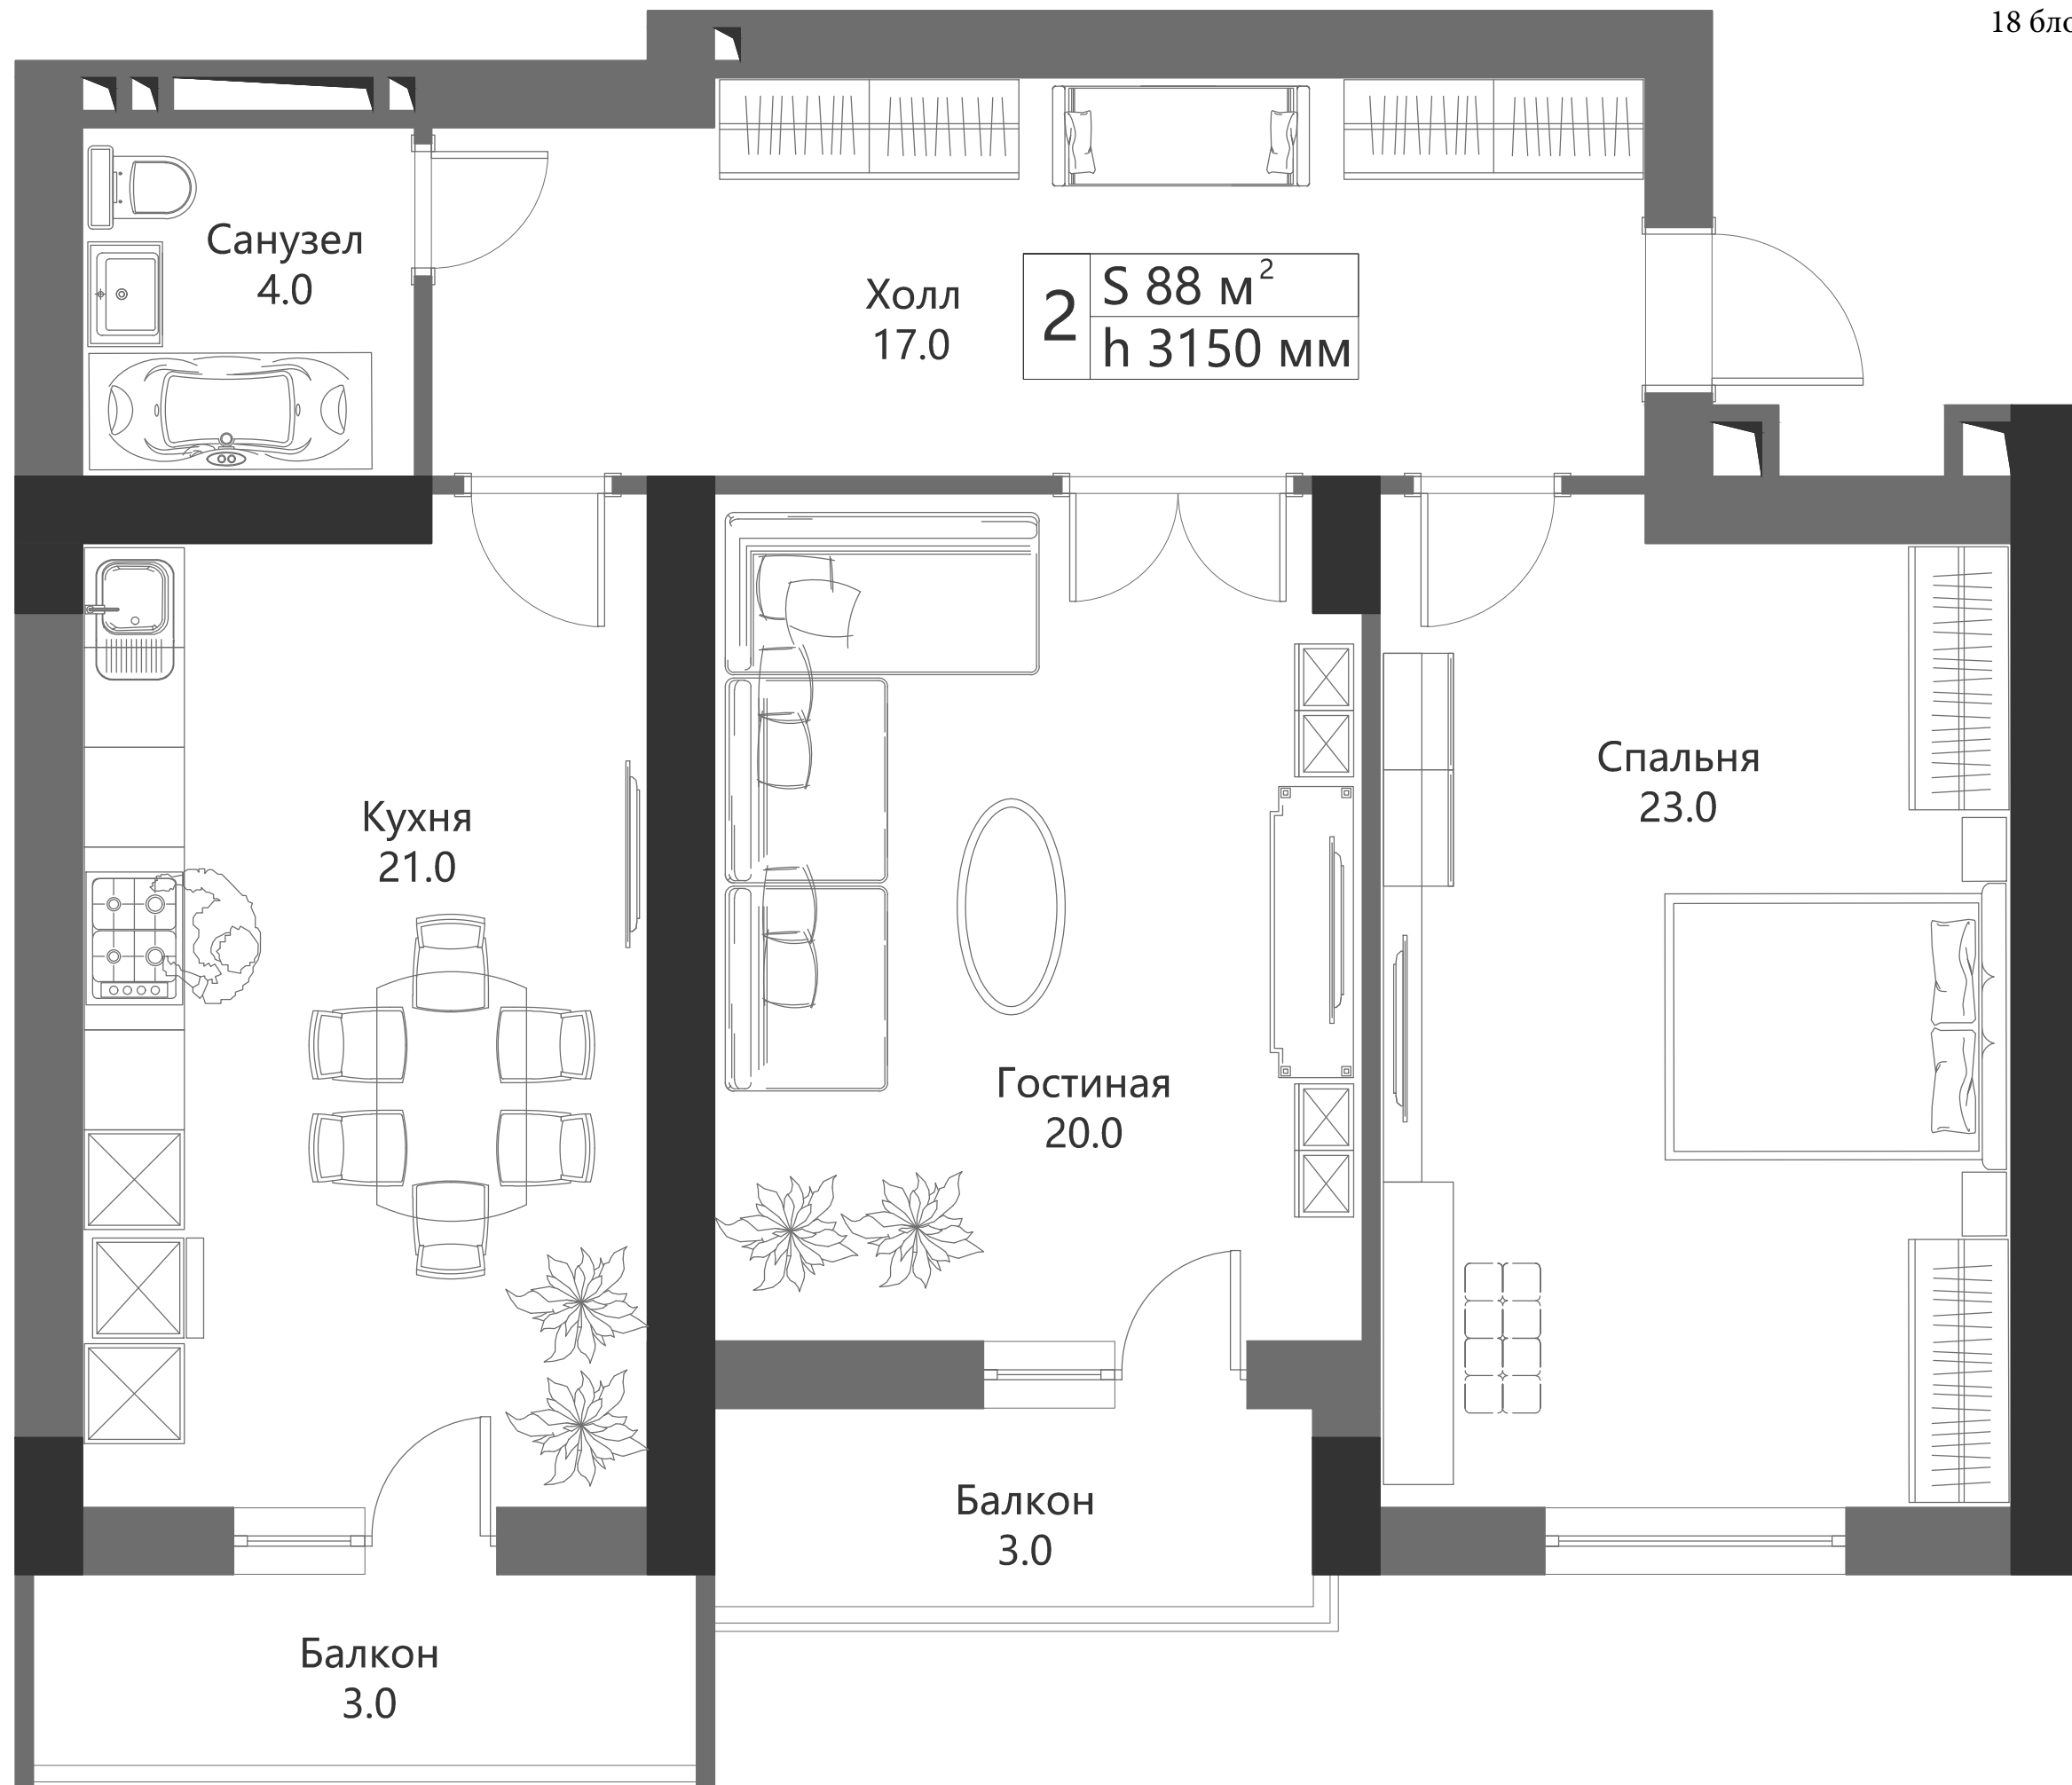 18 бло
Санузел
4.0
Холл
17.0
2
S 88 м²
h 3150 мм
Кухня
21.0
Спальня
23.0
Гостиная
20.0
Балкон
3.0
Балкон
3.0